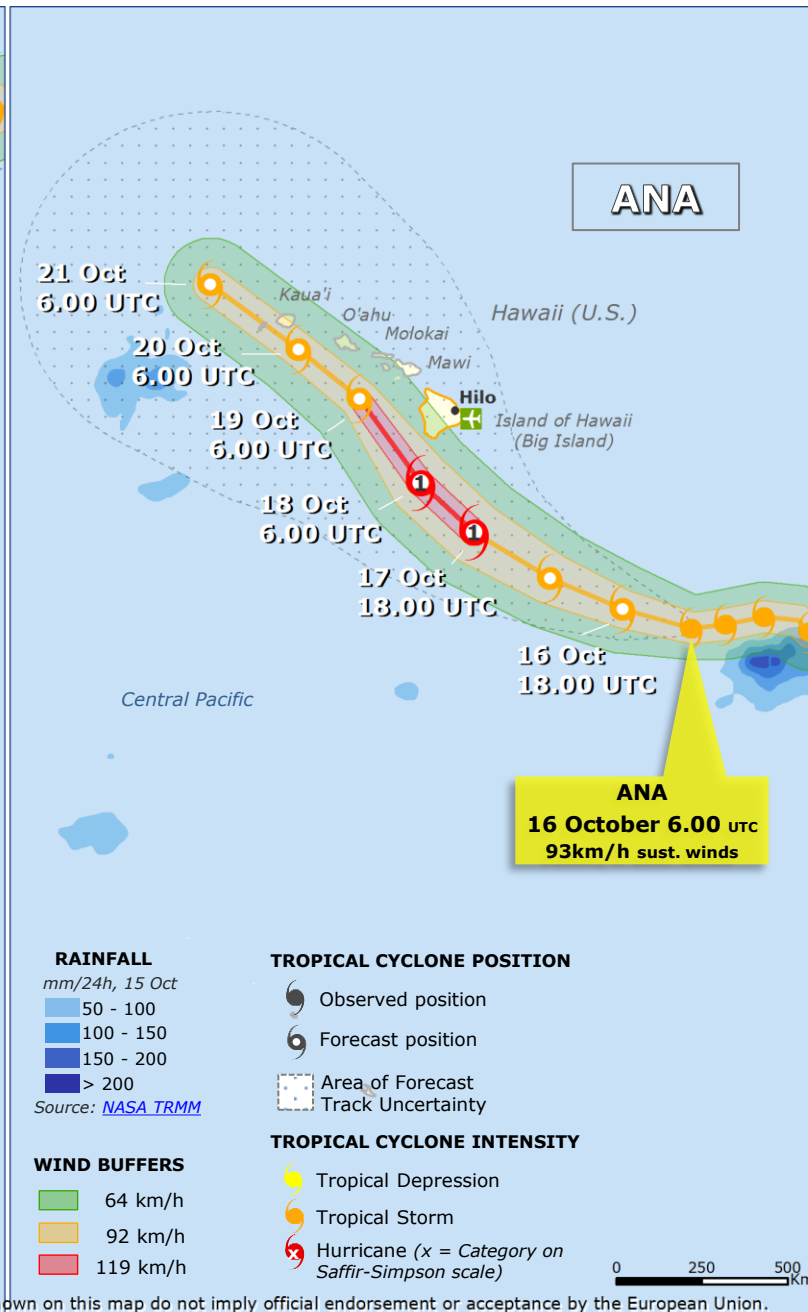 ANA
21 Oct
6.00 UTC
Kaua'i
O'ahu
Hawaii (U.S.)
Molokai
20 Oct
6.00 UTC
Mawi
Hilo
19 Oct
6.00 UTC
Island of Hawaii
(Big Island)
1
18 Oct
6.00 UTC
1
17 Oct
18.00 UTC
16 Oct
18.00 UTC
Central Pacific
ANA
16 October 6.00 UTC
93km/h sust. winds
RAINFALL
mm/24h, 15 Oct
50 - 100
100 - 150
150 - 200
> 200
Source: NASA TRMM
WIND BUFFERS
64 km/h
92 km/h
119 km/h
TROPICAL CYCLONE POSITION
Observed position
Forecast position
Area of Forecast
Track Uncertainty
TROPICAL CYCLONE INTENSITY
Tropical Depression
Tropical Storm
x
Hurricane (x = Category on
Saffir-Simpson scale)
0 250 500
Km
own on this map do not imply official endorsement or acceptance by the European Union.